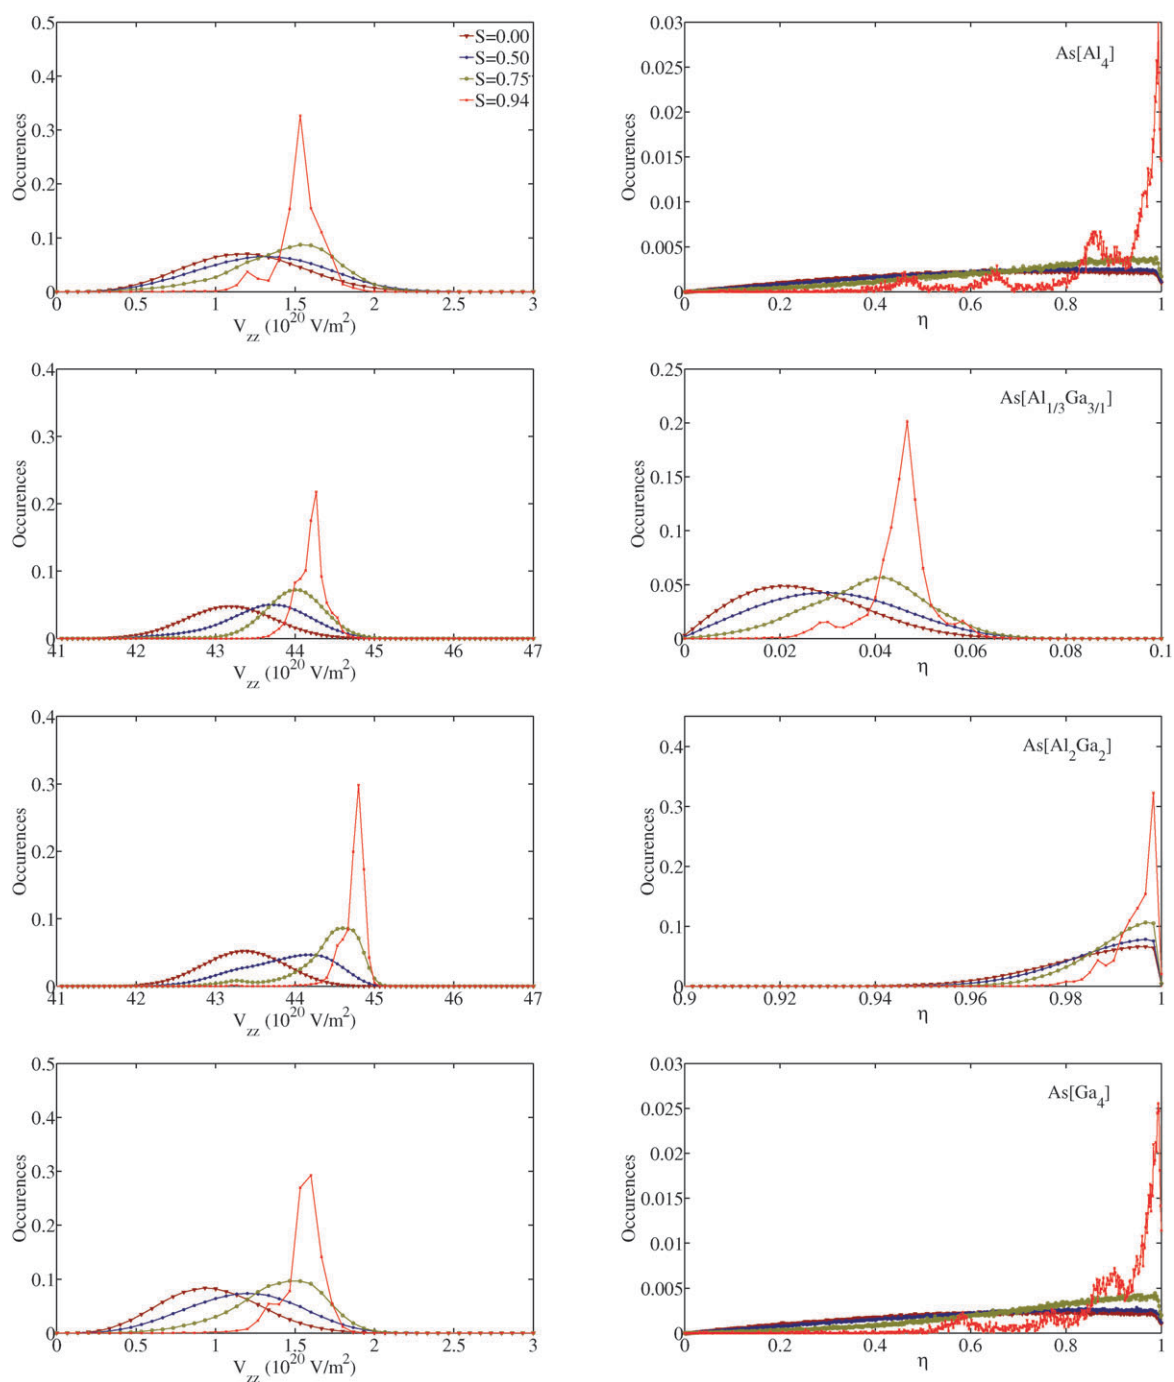 0.5
0.4
0.3
0.2
0.1
0
Occurences
S=0.00
S=0.50
S=0.75
S=0.94
0 0.5 1 1.5 2 2.5 3
V_zz (10^20 V/m^2)
0.03
0.025
0.02
0.015
0.01
0.005
0
Occurences
As[Al_4]
0 0.2 0.4 0.6 0.8 1
η
0.4
0.3
0.2
0.1
0
Occurences
41 42 43 44 45 46 47
V_zz (10^20 V/m^2)
0.25
0.2
0.15
0.1
0.05
0
Occurences
As[Al_1/3Ga_3/1]
0 0.02 0.04 0.06 0.08 0.1
η
0.4
0.3
0.2
0.1
0
Occurences
41 42 43 44 45 46 47
V_zz (10^20 V/m^2)
0.4
0.3
0.2
0.1
0
Occurences
As[Al_2Ga_2]
0.9 0.92 0.94 0.96 0.98 1
η
0.5
0.4
0.3
0.2
0.1
0
Occurences
0 0.5 1 1.5 2 2.5 3
V_zz (10^20 V/m^2)
0.03
0.025
0.02
0.015
0.01
0.005
0
Occurences
As[Ga_4]
0 0.2 0.4 0.6 0.8 1
η